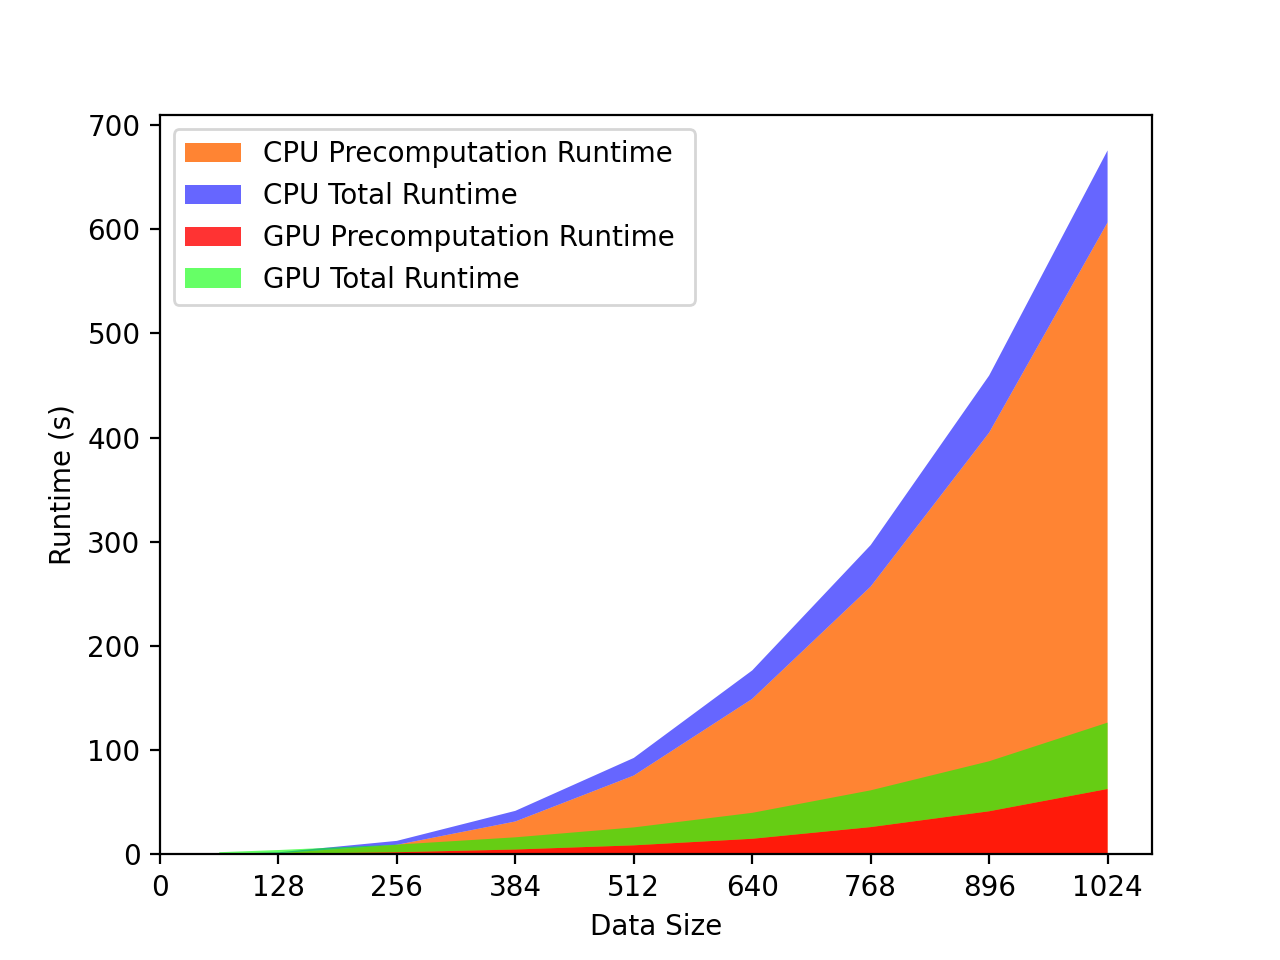 CPU Precomputation Runtime
CPU Total Runtime
GPU Precomputation Runtime
GPU Total Runtime
700
600
500
400
300
200
100
0
Runtime (s)
0 128 256 384 512 640 768 896 1024
Data Size